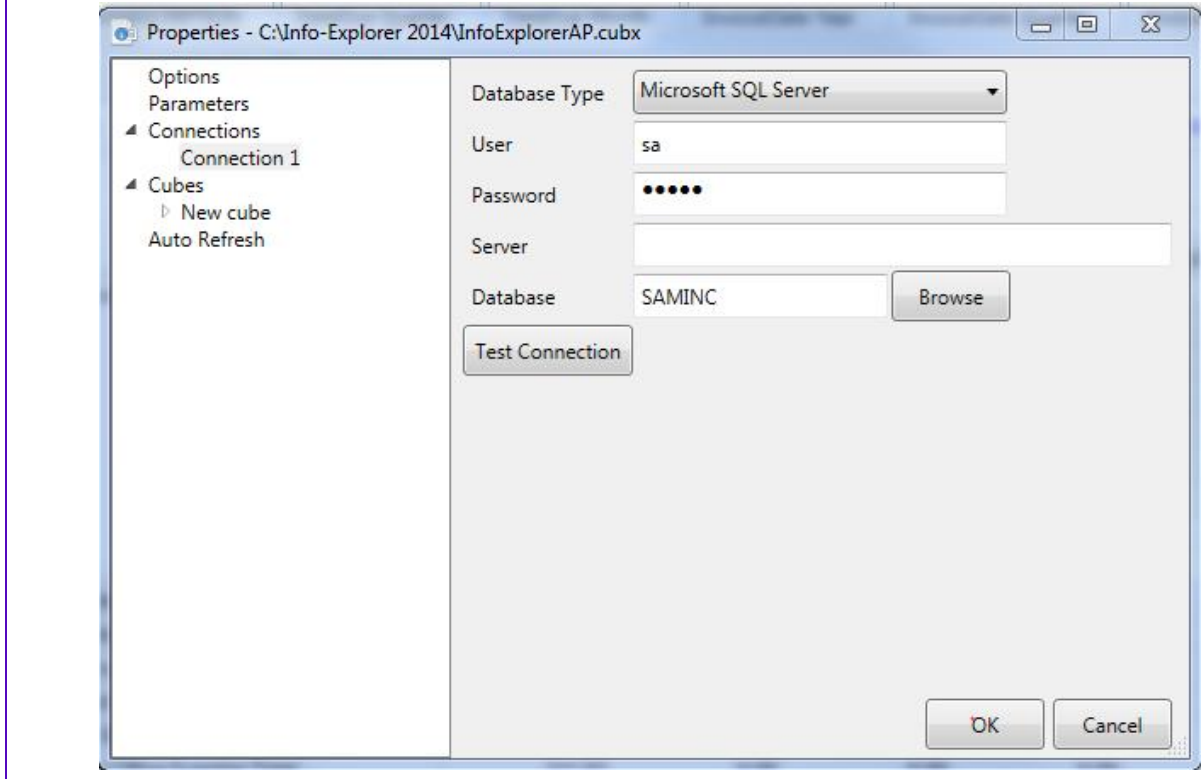 Properties - C:\Info-Explorer 2014\InfoExplorerAP.cubx
Options
Parameters
Connections
Connection 1
Cubes
New cube
Auto Refresh
Database Type Microsoft SQL Server
User sa
Password •••••
Server
Database SAMINC Browse
Test Connection
OK Cancel